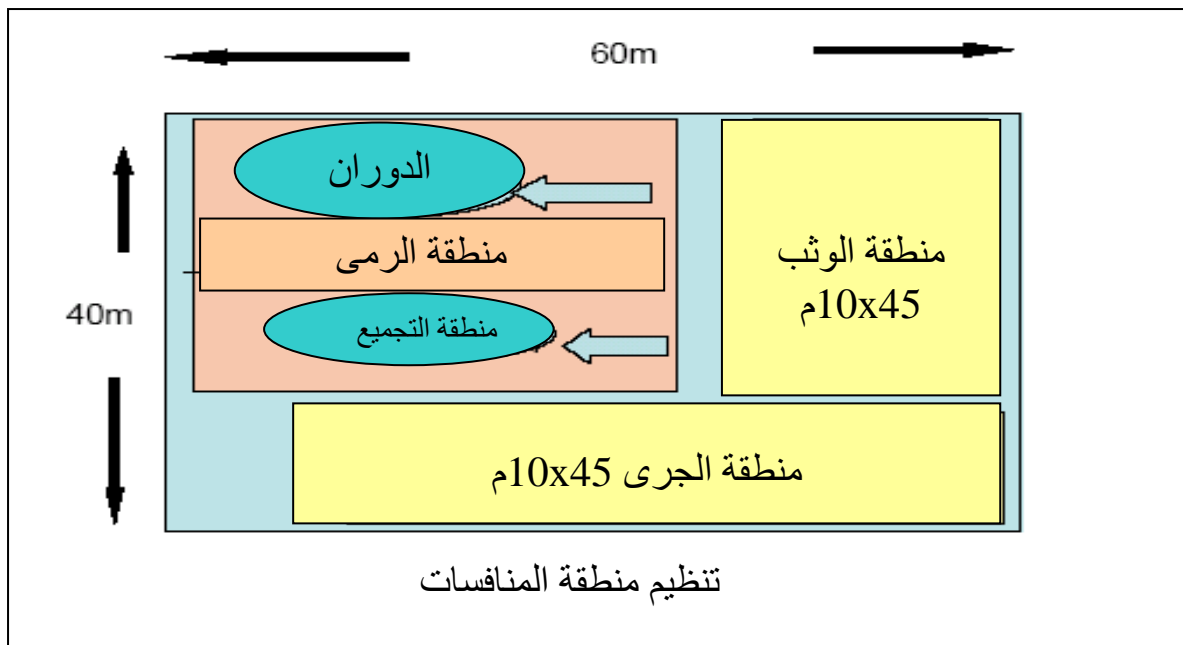 60m
الدوران
منطقة الرمى
منطقة التجميع
منطقة الوثب
10x45م
40m
منطقة الجرى 10x45م
تنظيم منطقة المنافسات